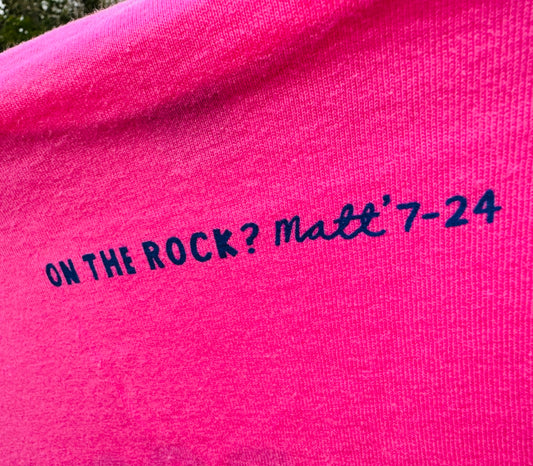 ON THE ROCK? Matt' 7-24